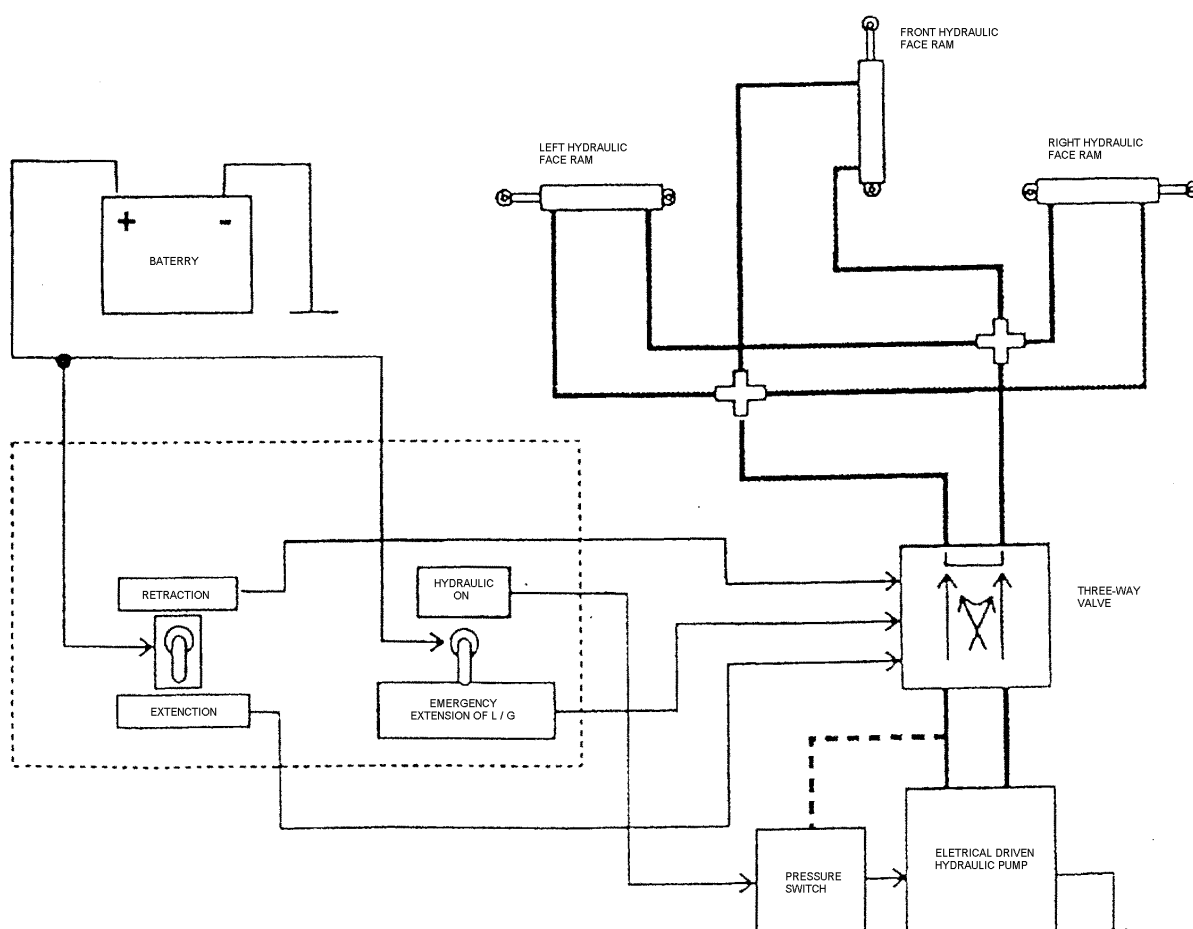 FRONT HYDRAULIC
FACE RAM
LEFT HYDRAULIC
FACE RAM
RIGHT HYDRAULIC
FACE RAM
+ -
BATERRY
HYDRAULIC
ON
RETRACTION
THREE-WAY
VALVE
EXTENCTION
EMERGENCY
EXTENSION OF L / G
ELETRICAL DRIVEN
HYDRAULIC PUMP
PRESSURE
SWITCH